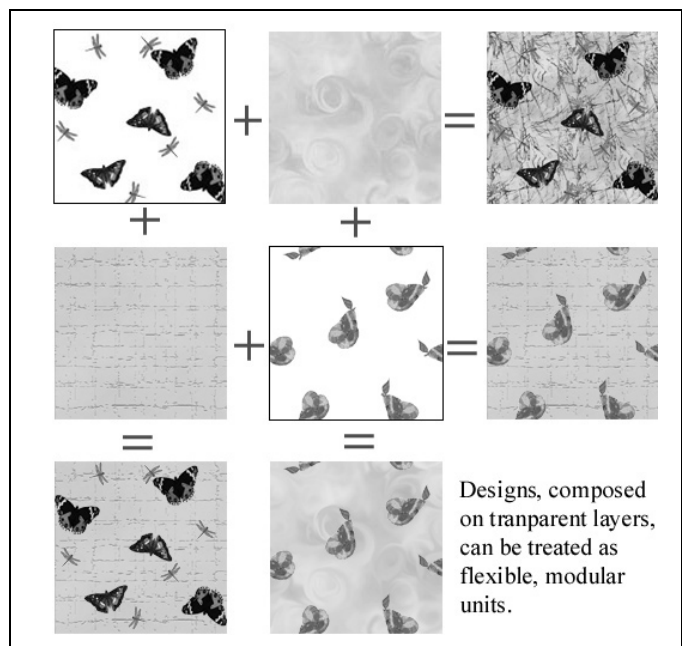 Designs, composed
on tranparent layers,
can be treated as
flexible, modular
units.